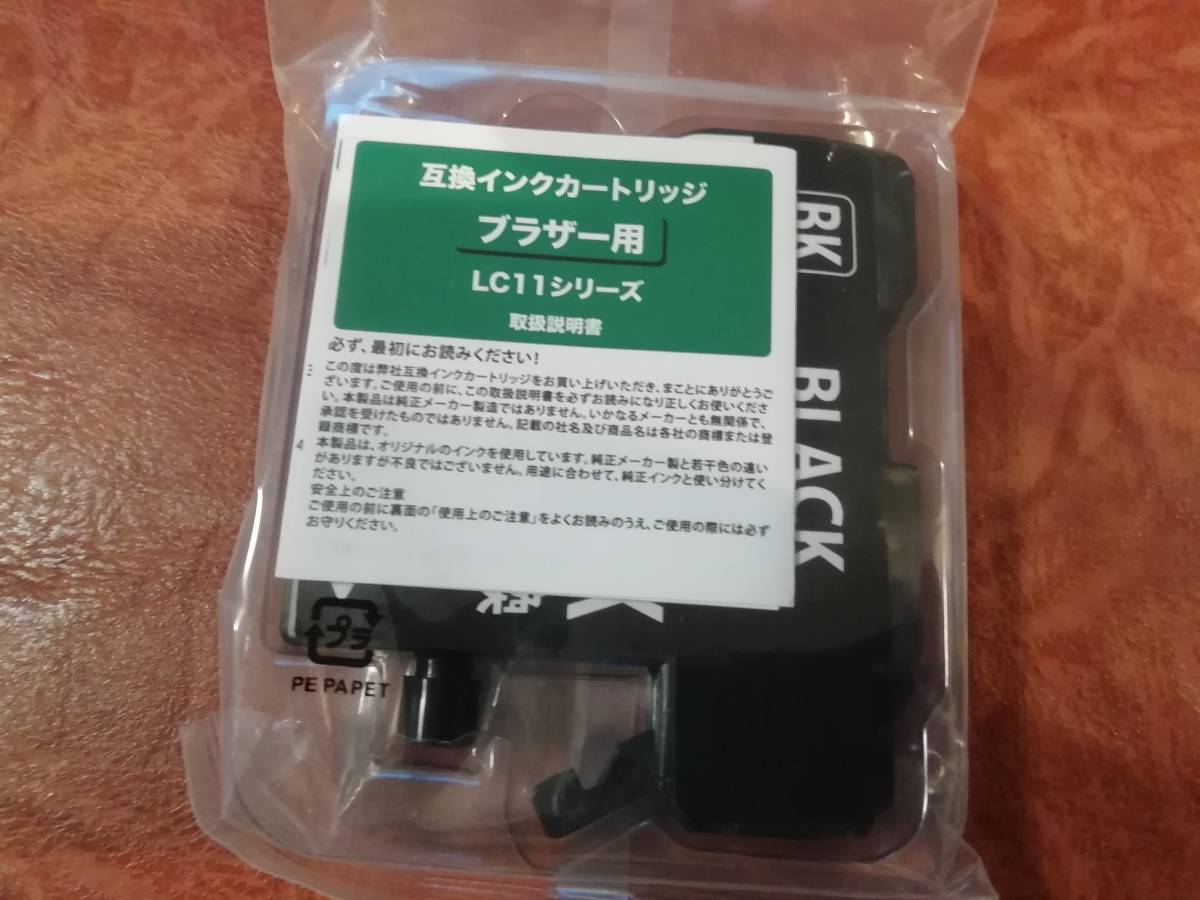 互換インクカートリッジ
ブラザー用
LC11シリーズ
取扱説明書
必ず、最初にお読みください！
この度は弊社互換インクカートリッジをお買い上げいただき、まことにありがとうご
ざいます。ご使用の前に、この取扱説明書を必ずお読みになり正しくお使いくださ
い。本製品は純正メーカー製造ではありません。いかなるメーカーとも無関係で、
承認を受けたものではありません。記載の社名及び商品名は各社の商標または登
録商標です。
本製品は、オリジナルのインクを使用しています。純正メーカー製と若干色の違い
がありますが不良ではございません。用途に合わせて、純正インクと使い分けてく
ださい。
安全上のご注意
ご使用の前に裏面の「使用上のご注意」をよくお読みのうえ、ご使用の際には必ず
お守りください。
3
4
BK
BLACK
K
プラ
PE PA PET